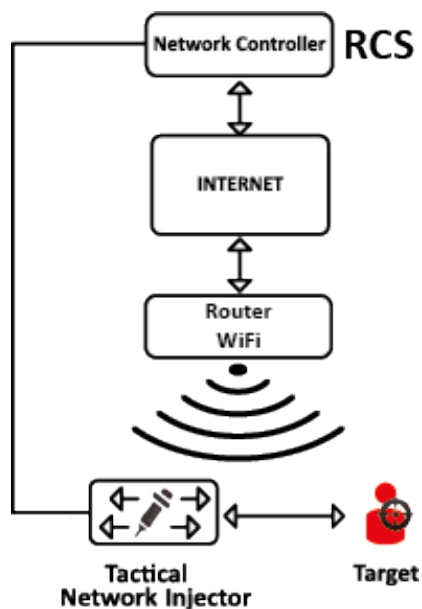 Network Controller
RCS
INTERNET
Router
WiFi
Tactical
Network Injector
Target